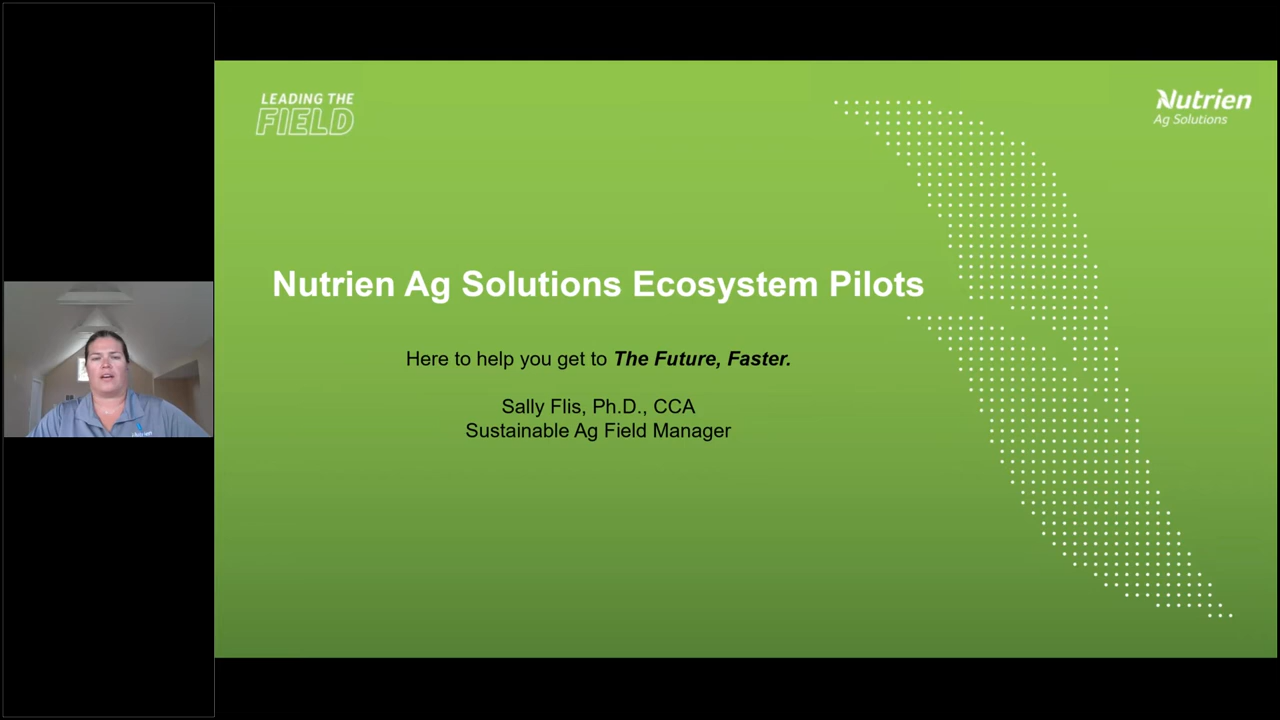 LEADING THE
FIELD
Nutrien
Ag Solutions
Nutrien Ag Solutions Ecosystem Pilots
Here to help you get to The Future, Faster.
Sally Flis, Ph.D., CCA
Sustainable Ag Field Manager
Nutrien